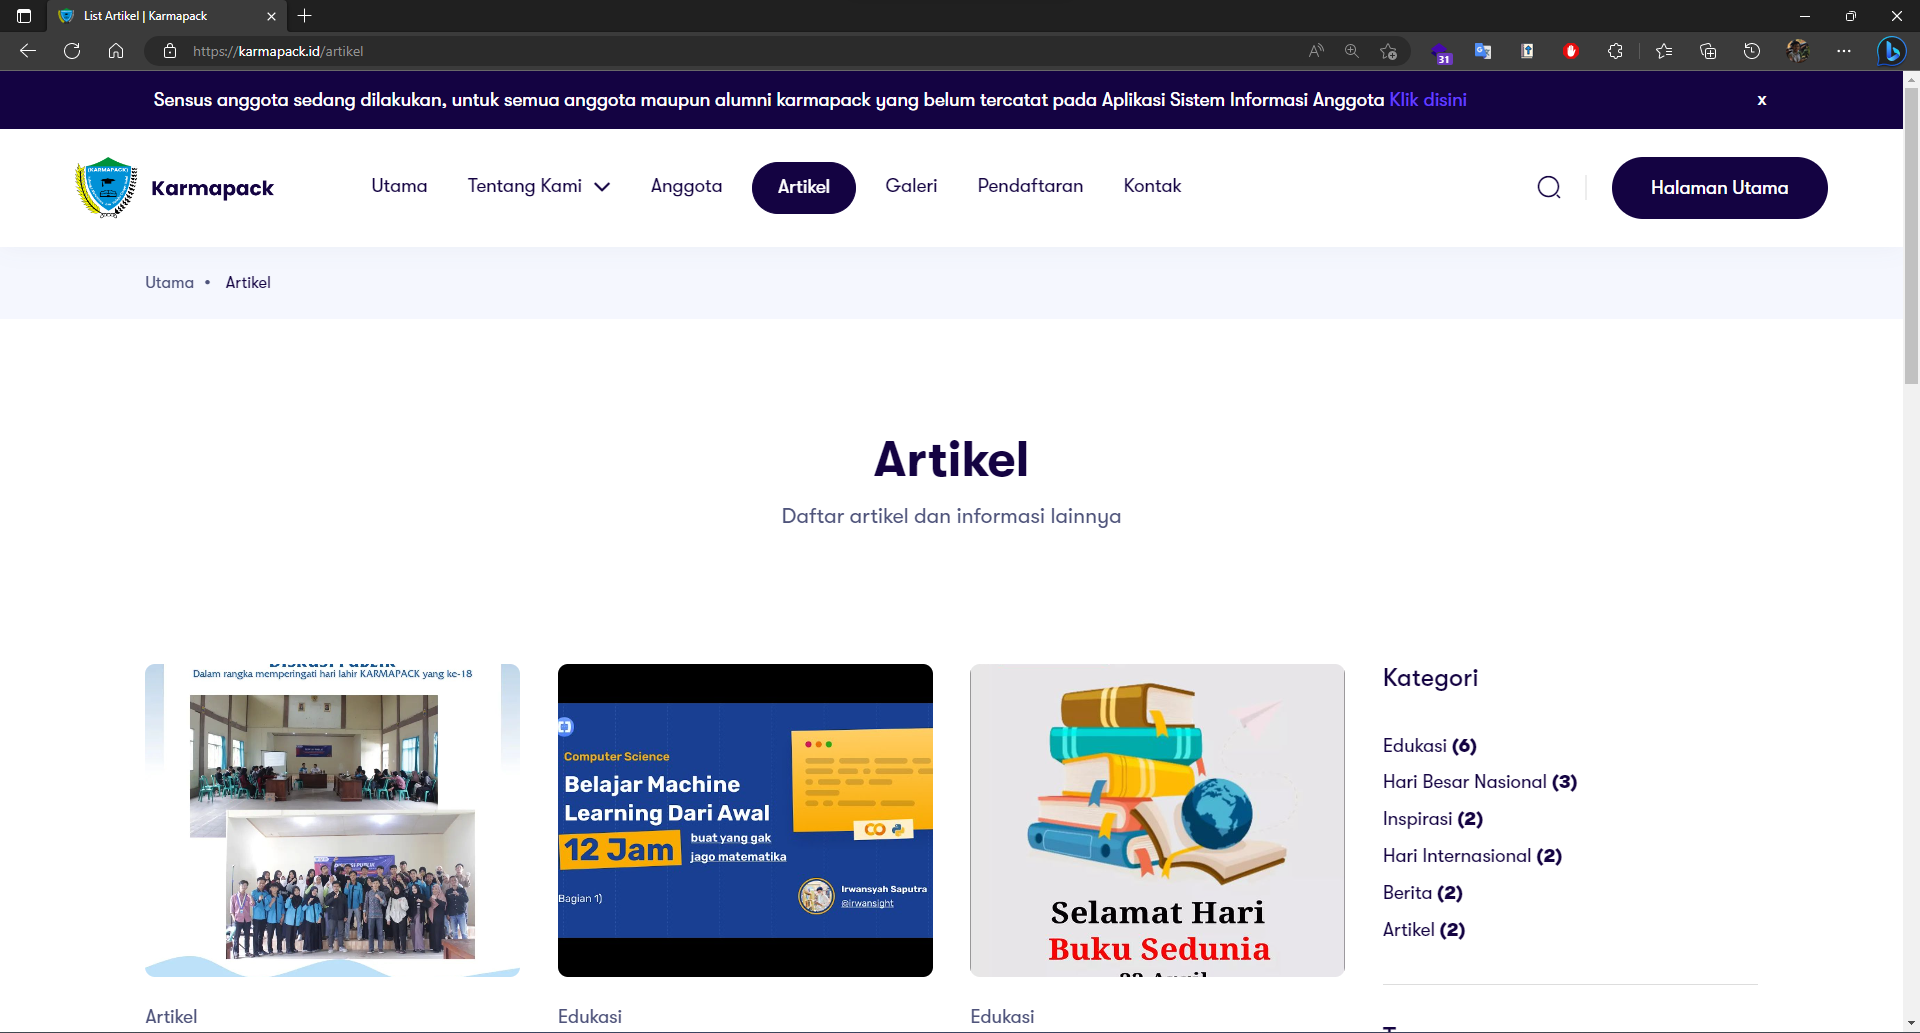 List Artikel | Karmapack
https://karmapack.id/artikel
31
Sensus anggota sedang dilakukan, untuk semua anggota maupun alumni karmapack yang belum tercatat pada Aplikasi Sistem Informasi Anggota Klik disini
x
KARMAPACK
Karmapack
Utama
Tentang Kami
Anggota
Artikel
Galeri
Pendaftaran
Kontak
Halaman Utama
Utama • Artikel
Artikel
Daftar artikel dan informasi lainnya
Diskusi Publik
Dalam rangka memperingati hari lahir KARMAPACK yang ke-18
Computer Science
Belajar Machine
Learning Dari Awal
12 Jam
buat yang gak
jago matematika
Irwansyah Saputra
@irwansight
Bagian 1)
Selamat Hari
Buku Sedunia
23 April
Kategori
Edukasi (6)
Hari Besar Nasional (3)
Inspirasi (2)
Hari Internasional (2)
Berita (2)
Artikel (2)
Artikel
Edukasi
Edukasi